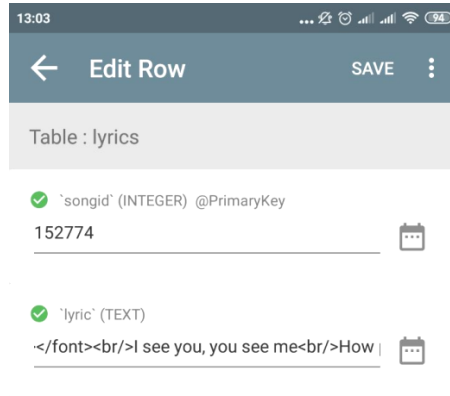 13:03
... 94
Edit Row
SAVE
Table : lyrics
`songid` (INTEGER) @PrimaryKey
152774
`lyric` (TEXT)
</font><br/>I see you, you see me<br/>How